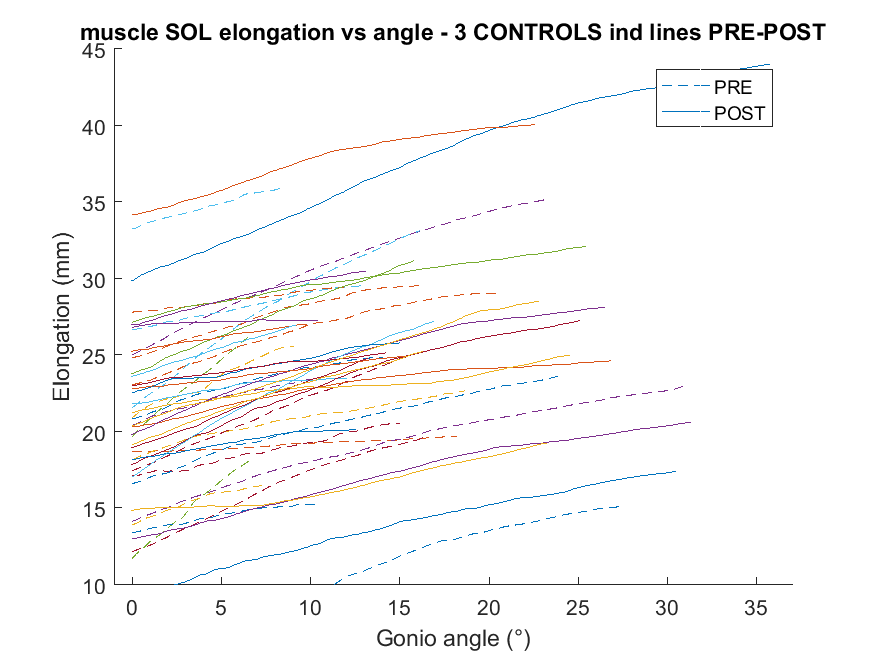 muscle SOL elongation vs angle - 3 CONTROLS ind lines PRE-POST
45
40
35
30
25
20
15
10
Elongation (mm)
PRE
POST
0 5 10 15 20 25 30 35
Gonio angle (°)